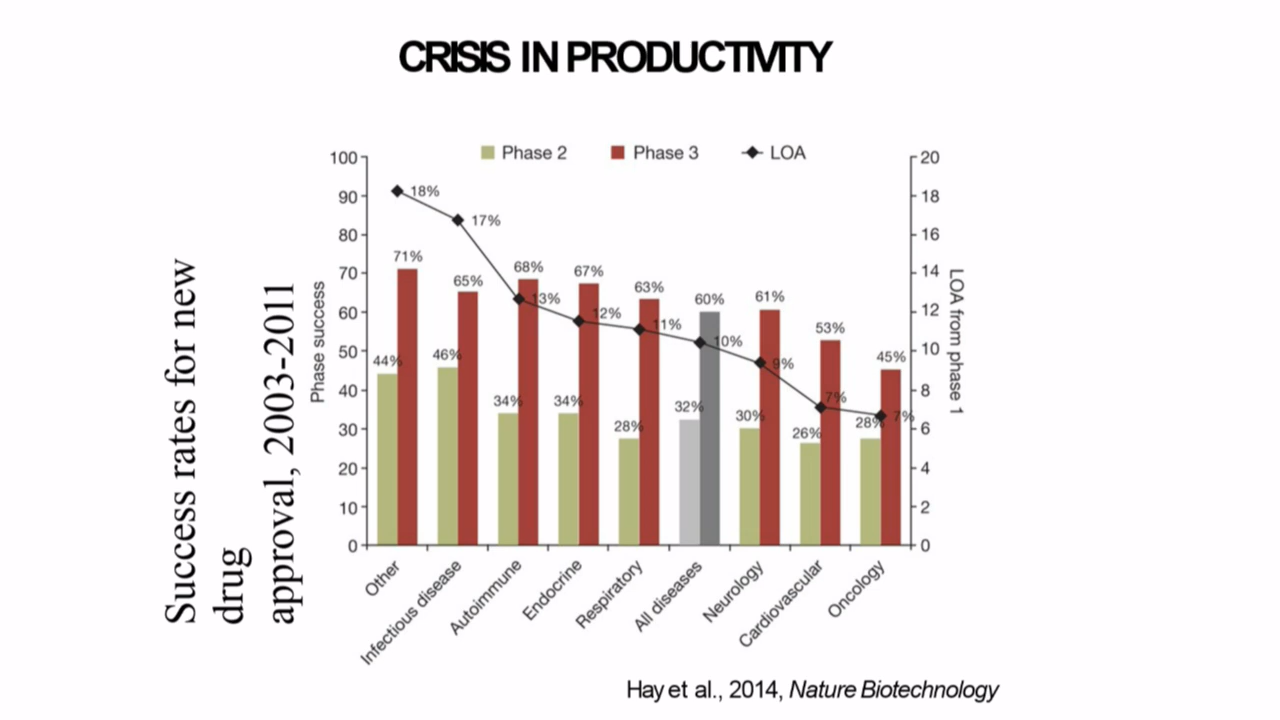 CRISIS IN PRODUCTIVITY
Success rates for new
drug
approval, 2003-2011
Phase 2
Phase 3
LOA
Phase success
100
90
80
70
60
50
40
30
20
10
0
LOA from phase 1
20
18
16
14
12
10
8
6
4
2
0
18%
17%
13%
12%
11%
10%
9%
7%
7%
44%
71%
46%
65%
34%
68%
34%
67%
28%
63%
32%
60%
30%
61%
26%
53%
28%
45%
Other
Infectious disease
Autoimmune
Endocrine
Respiratory
All diseases
Neurology
Cardiovascular
Oncology
Hay et al., 2014, Nature Biotechnology